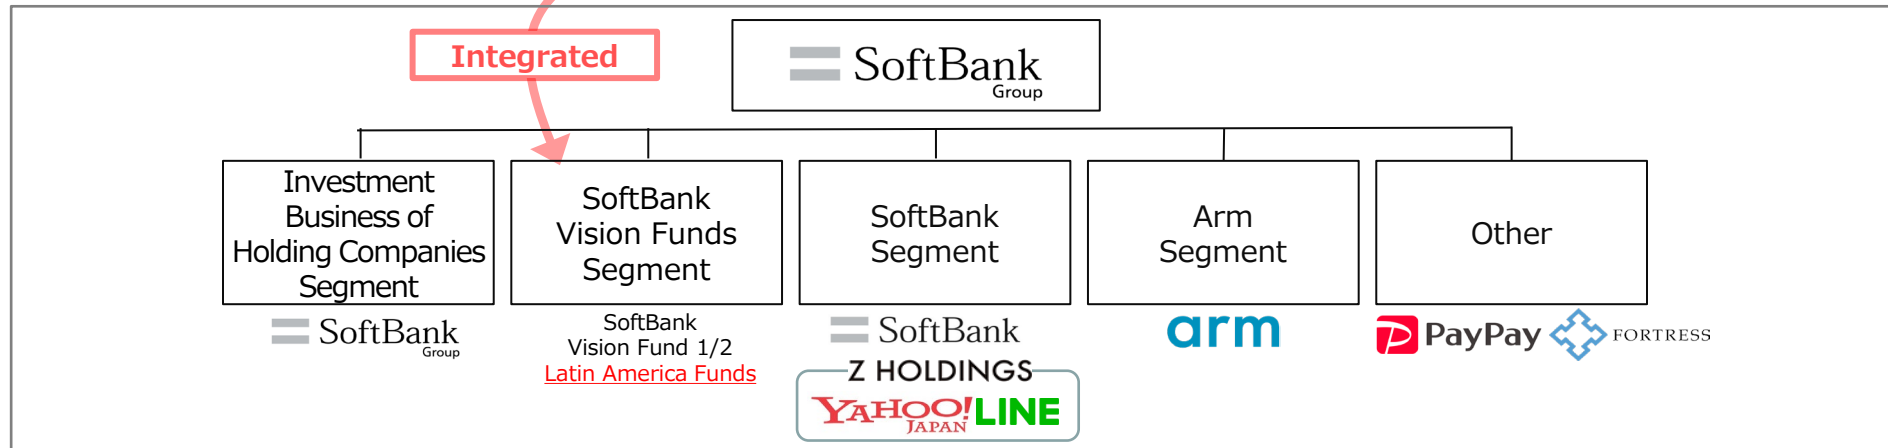 Integrated
SoftBank
Group
Investment
Business of
Holding Companies
Segment
SoftBank
Vision Funds
Segment
SoftBank
Segment
Arm
Segment
Other
SoftBank
Group
SoftBank
Vision Fund 1/2
Latin America Funds
SoftBank
Z HOLDINGS
YAHOO!
JAPAN
LINE
arm
PayPay
FORTRESS